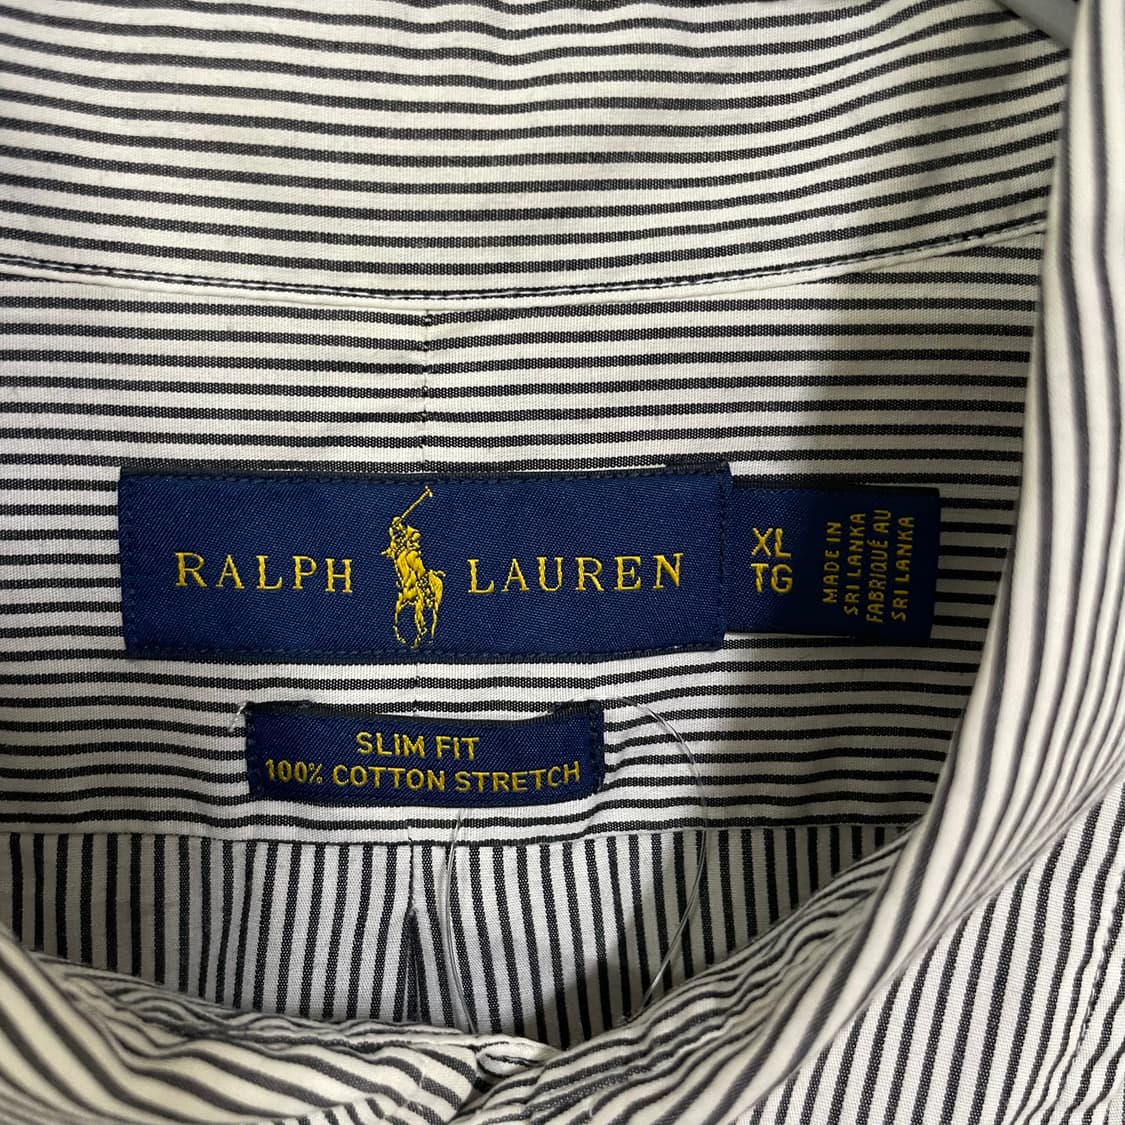 RALPH LAUREN
XL
TG
MADE IN
SRI LANKA
FABRIQUÉ AU
SRI LANKA
SLIM FIT
100% COTTON STRETCH